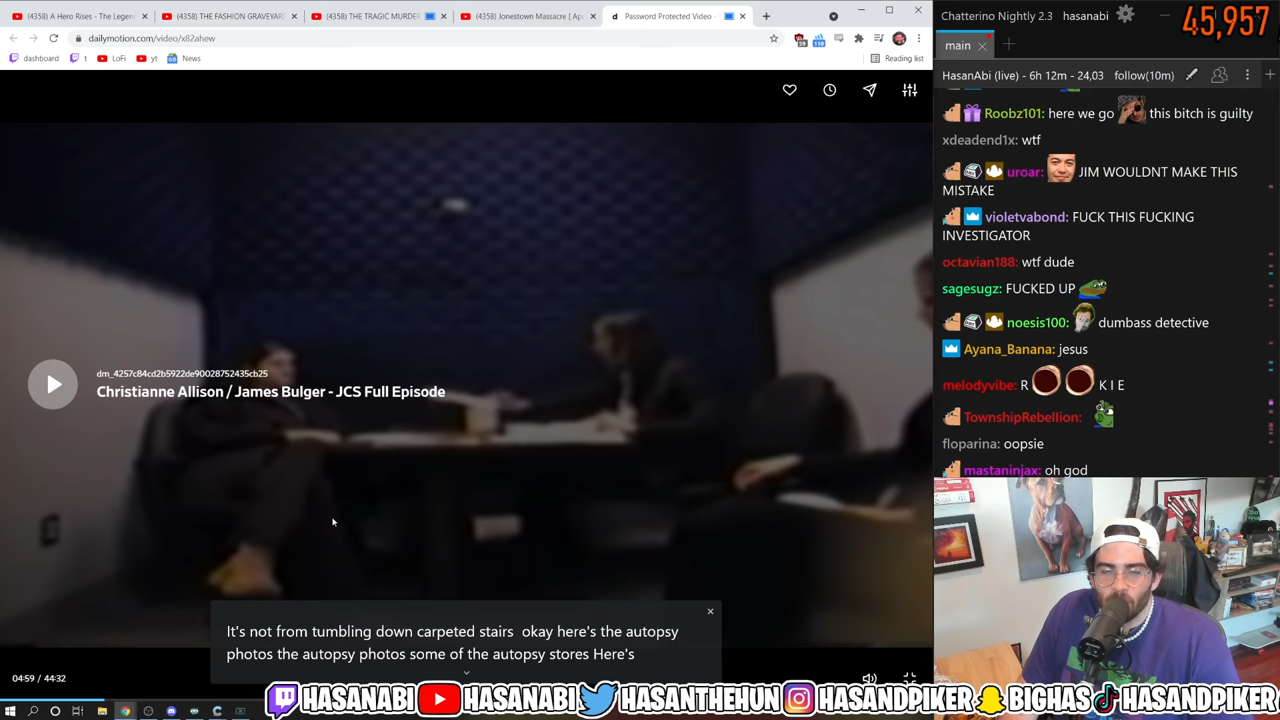 (4358) A Hero Rises - The Legen
(4358) THE FASHION GRAVEYAR
(4358) THE TRAGIC MURDER
(4358) Jonestown Massacre [ Ap
Password Protected Video -
dailymotion.com/video/x82ahew
59
110
dashboard
t
LoFi
yt
News
Reading list
dm_4257c84cd2b5922de90028752435cb25
Christianne Allison / James Bulger - JCS Full Episode
It's not from tumbling down carpeted stairs okay here's the autopsy
photos the autopsy photos some of the autopsy stores Here's
04:59 / 44:32
Chatterino Nightly 2.3 hasanabi
45,957
main
HasanAbi (live) - 6h 12m - 24,03 follow(10m)
Roobz101: here we go this bitch is guilty
xdeadend1x: wtf
uroar: JIM WOULDNT MAKE THIS
MISTAKE
violetvabond: FUCK THIS FUCKING
INVESTIGATOR
octavian188: wtf dude
sagesugz: FUCKED UP
noesis100: dumbass detective
Ayana_Banana: jesus
melodyvibe: R K I E
TownshipRebellion:
floparina: oopsie
mastaninjax: oh god
HASANABI HASANABI HASANTHEHUN HASANDPIKER BIGHAS HASANDPIKER